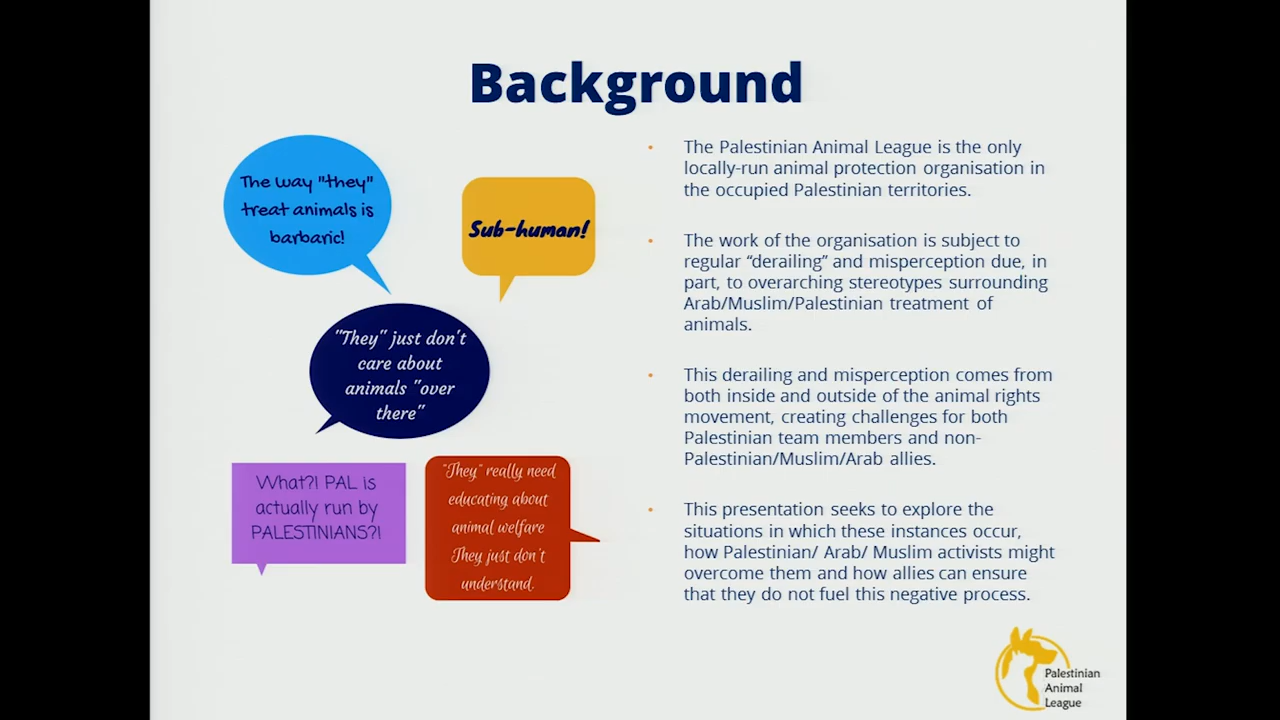 Background
The way "they"
treat animals is
barbaric!
Sub-human!
"They" just don't
care about
animals "over
there"
What?! PAL is
actually run by
PALESTINIANS?!
"They" really need
educating about
animal welfare
They just don't
understand.
• The Palestinian Animal League is the only
locally-run animal protection organisation in
the occupied Palestinian territories.
• The work of the organisation is subject to
regular “derailing” and misperception due, in
part, to overarching stereotypes surrounding
Arab/Muslim/Palestinian treatment of
animals.
• This derailing and misperception comes from
both inside and outside of the animal rights
movement, creating challenges for both
Palestinian team members and non-
Palestinian/Muslim/Arab allies.
• This presentation seeks to explore the
situations in which these instances occur,
how Palestinian/ Arab/ Muslim activists might
overcome them and how allies can ensure
that they do not fuel this negative process.
Palestinian
Animal
League